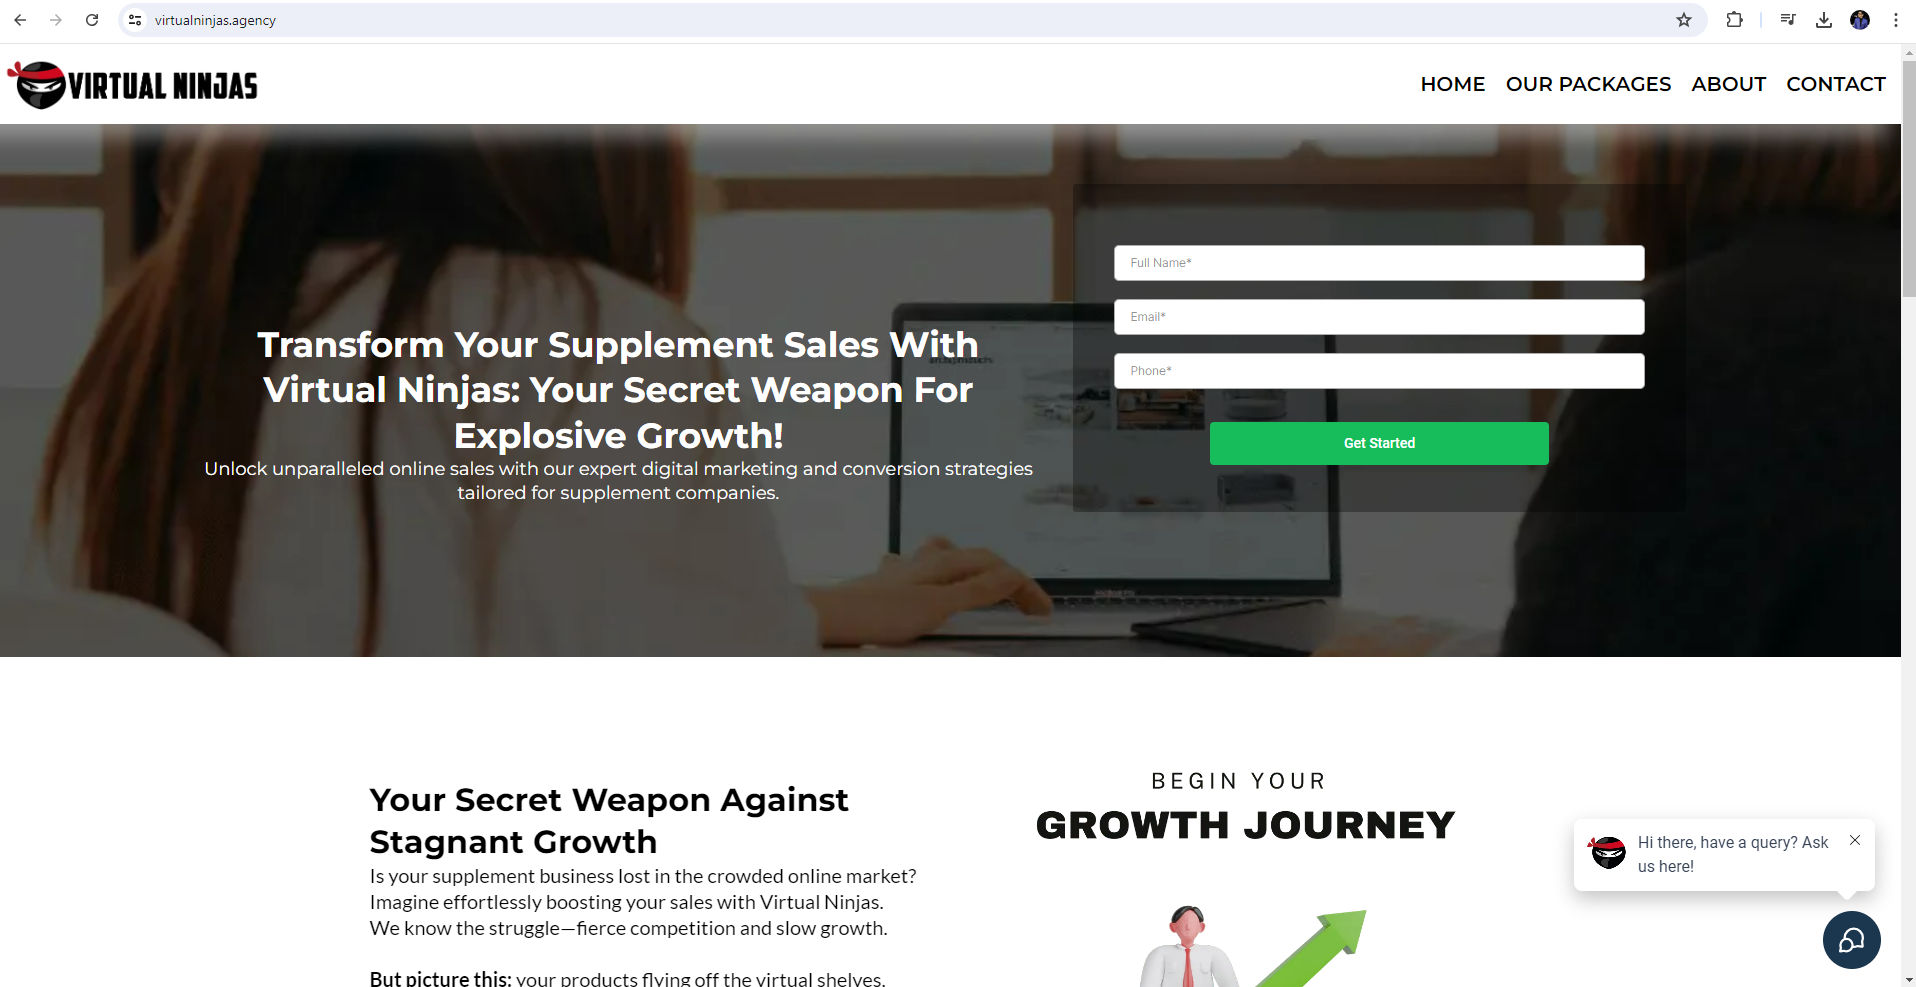 virtualninjas.agency
VIRTUAL NINJAS
HOME OUR PACKAGES ABOUT CONTACT
Full Name*
Email*
Phone*
Get Started
Transform Your Supplement Sales With
Virtual Ninjas: Your Secret Weapon For
Explosive Growth!
Unlock unparalleled online sales with our expert digital marketing and conversion strategies
tailored for supplement companies.
Your Secret Weapon Against
Stagnant Growth
Is your supplement business lost in the crowded online market?
Imagine effortlessly boosting your sales with Virtual Ninjas.
We know the struggle—fierce competition and slow growth.
But picture this: your products flying off the virtual shelves.
BEGIN YOUR
GROWTH JOURNEY
Hi there, have a query? Ask
us here!